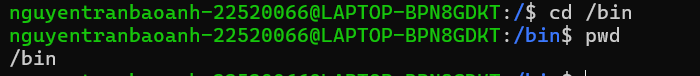 nguyentranbaoanh-22520066@LAPTOP-BPN8GDKT:/$ cd /bin
nguyentranbaoanh-22520066@LAPTOP-BPN8GDKT:/bin$ pwd
/bin